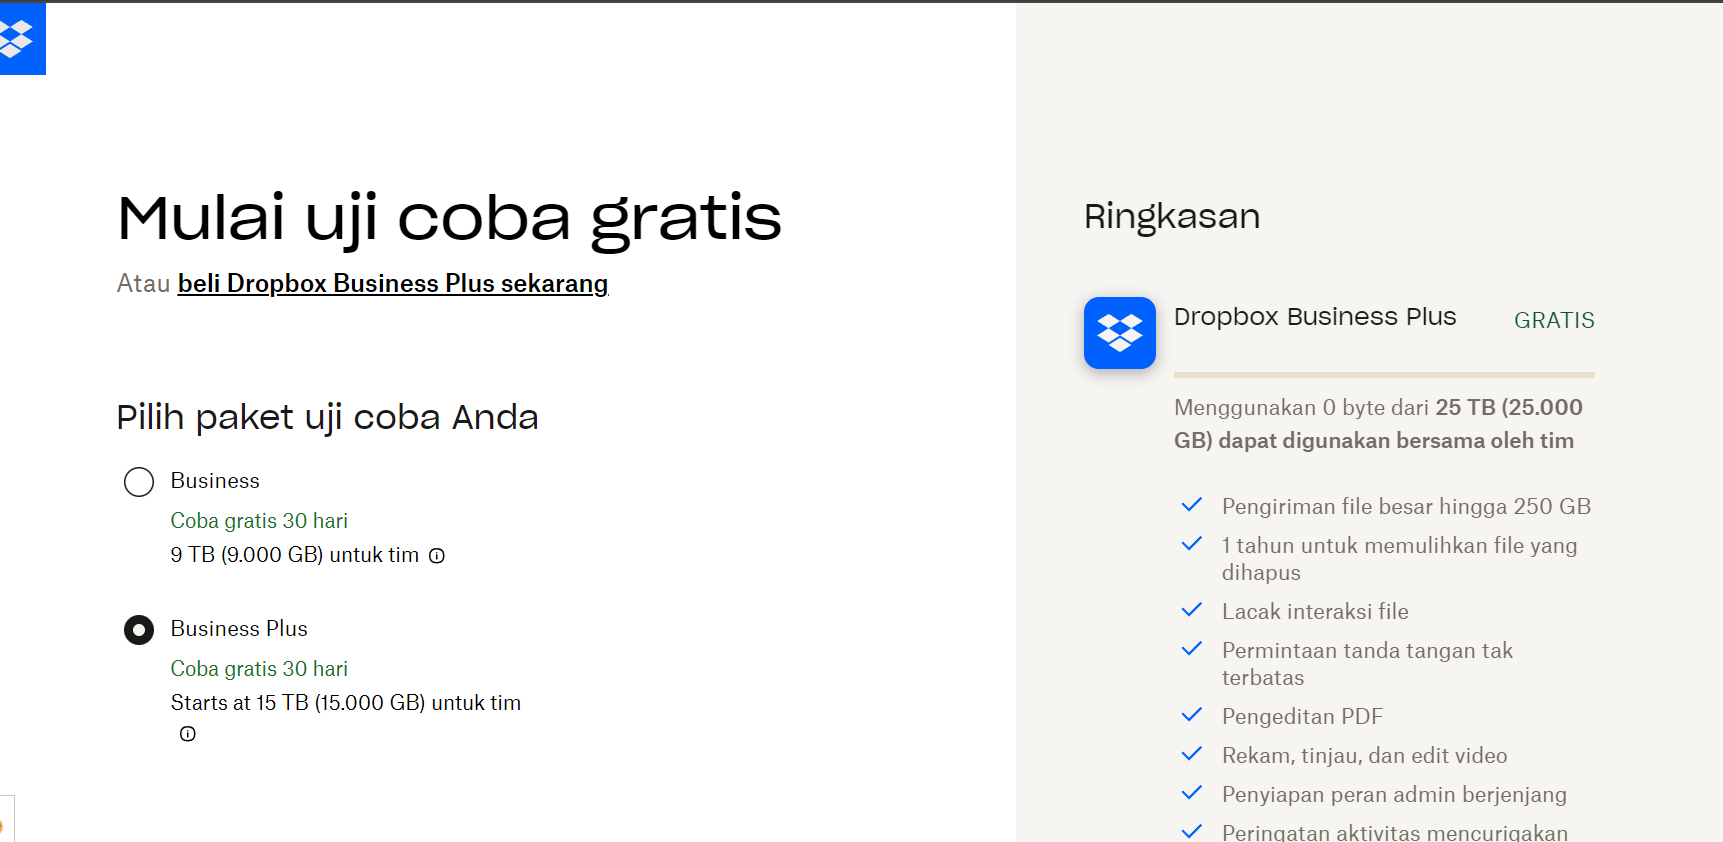 Mulai uji coba gratis
Atau beli Dropbox Business Plus sekarang
Pilih paket uji coba Anda
Business
Coba gratis 30 hari
9 TB (9.000 GB) untuk tim
Business Plus
Coba gratis 30 hari
Starts at 15 TB (15.000 GB) untuk tim
Ringkasan
Dropbox Business Plus
GRATIS
Menggunakan 0 byte dari 25 TB (25.000
GB) dapat digunakan bersama oleh tim
Pengiriman file besar hingga 250 GB
1 tahun untuk memulihkan file yang
dihapus
Lacak interaksi file
Permintaan tanda tangan tak
terbatas
Pengeditan PDF
Rekam, tinjau, dan edit video
Penyiapan peran admin berjenjang
Peringatan aktivitas mencurigakan